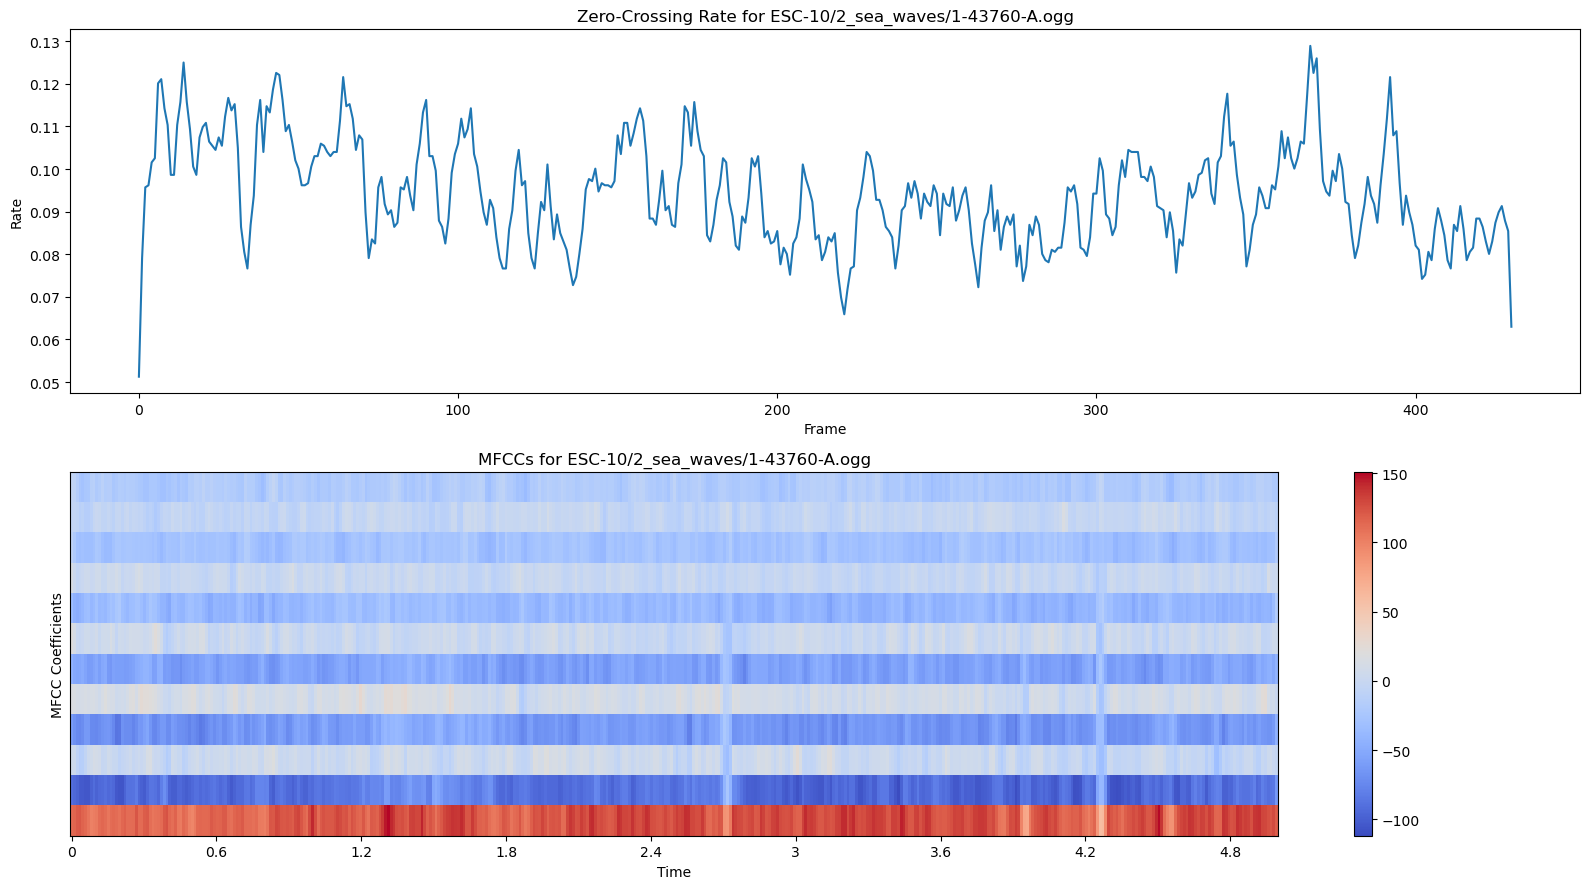 Zero-Crossing Rate for ESC-10/2_sea_waves/1-43760-A.ogg
0.13
0.12
0.11
0.10
0.09
0.08
0.07
0.06
0.05
Rate
0 100 200 300 400
Frame
MFCCs for ESC-10/2_sea_waves/1-43760-A.ogg
MFCC Coefficients
0 0.6 1.2 1.8 2.4 3 3.6 4.2 4.8
Time
150
100
50
0
−50
−100